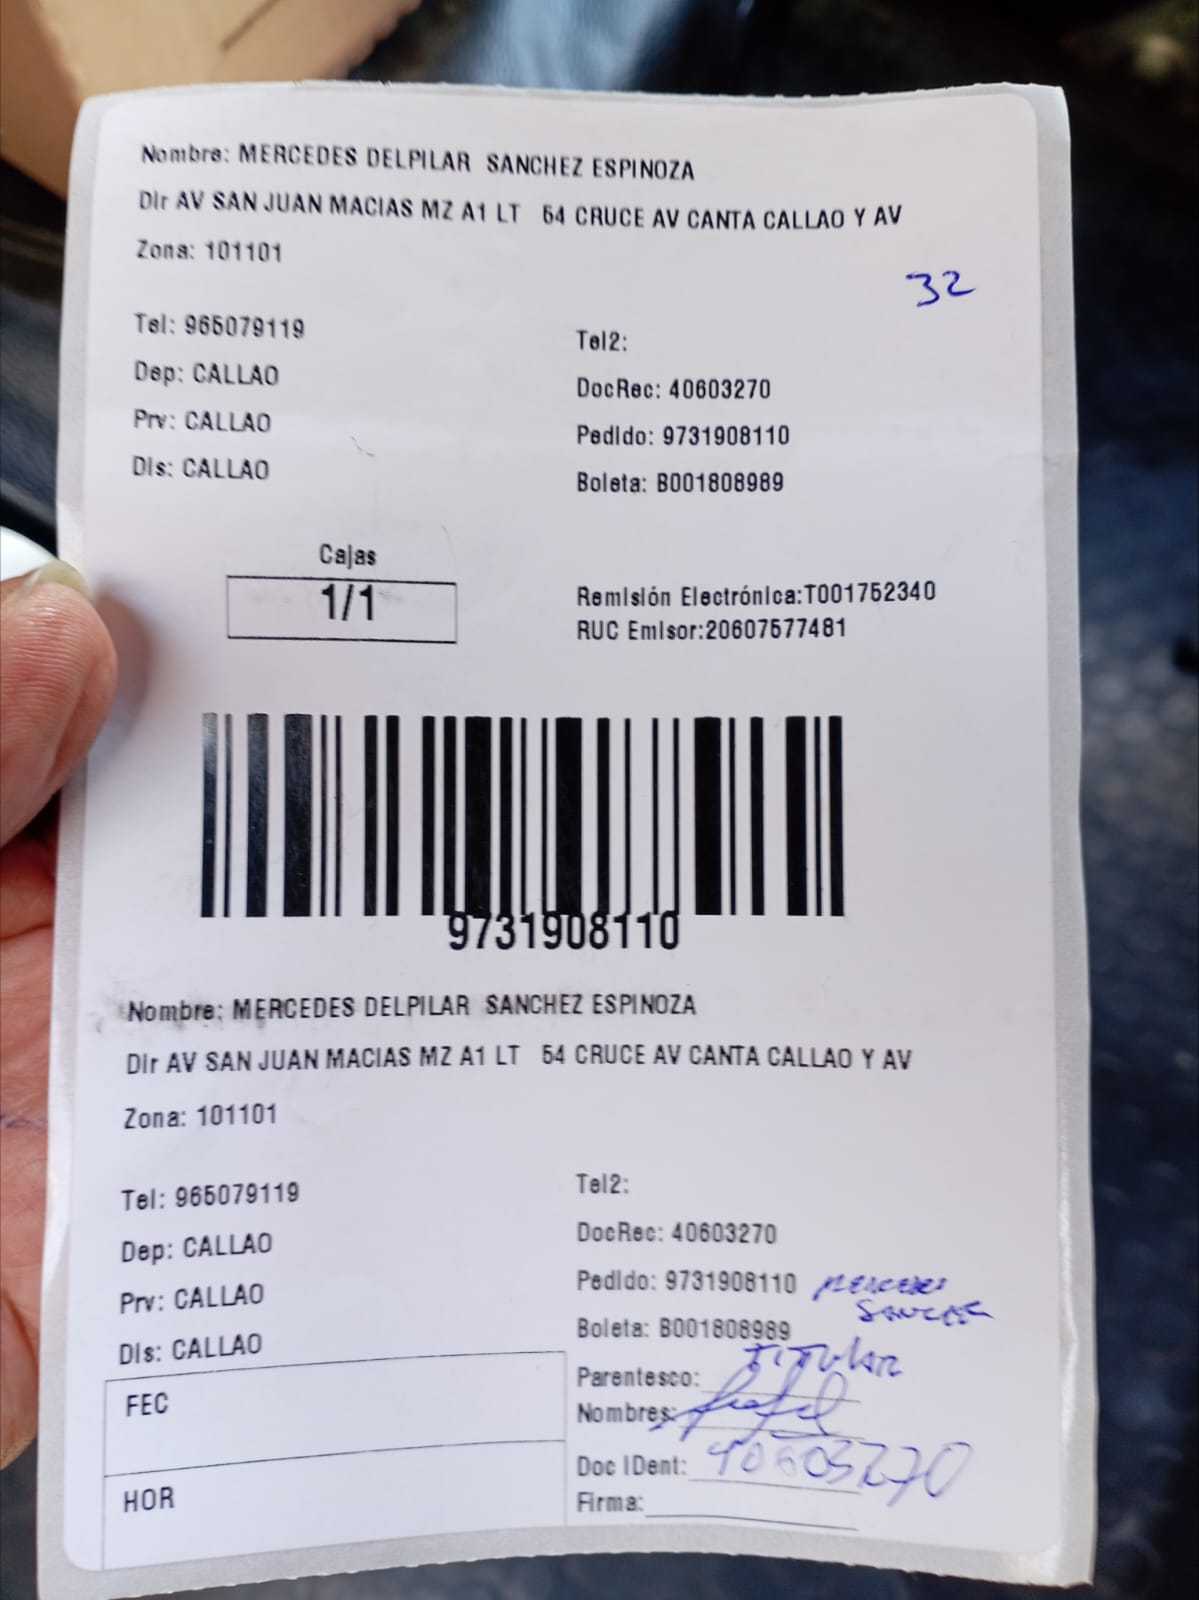 Nombre: MERCEDES DELPILAR SANCHEZ ESPINOZA
Dir AV SAN JUAN MACIAS MZ A1 LT 54 CRUCE AV CANTA CALLAO Y AV
Zona: 101101
32
Tel: 965079119
Tel2:
Dep: CALLAO
DocRec: 40603270
Prv: CALLAO
Pedido: 9731908110
Dis: CALLAO
Boleta: B001808989
Cajas
1/1
Remisión Electrónica:T001752340
RUC Emisor:20607577481
9731908110
Nombre: MERCEDES DELPILAR SANCHEZ ESPINOZA
Dir AV SAN JUAN MACIAS MZ A1 LT 54 CRUCE AV CANTA CALLAO Y AV
Zona: 101101
Tel: 965079119
Tel2:
Dep: CALLAO
DocRec: 40603270
Prv: CALLAO
Pedido: 9731908110 MERCEDES
SANCHEZ
Dis: CALLAO
Boleta: B001808989
FEC
Parentesco: TITULAR
Nombres:
Doc IDent: 40603270
HOR
Firma: